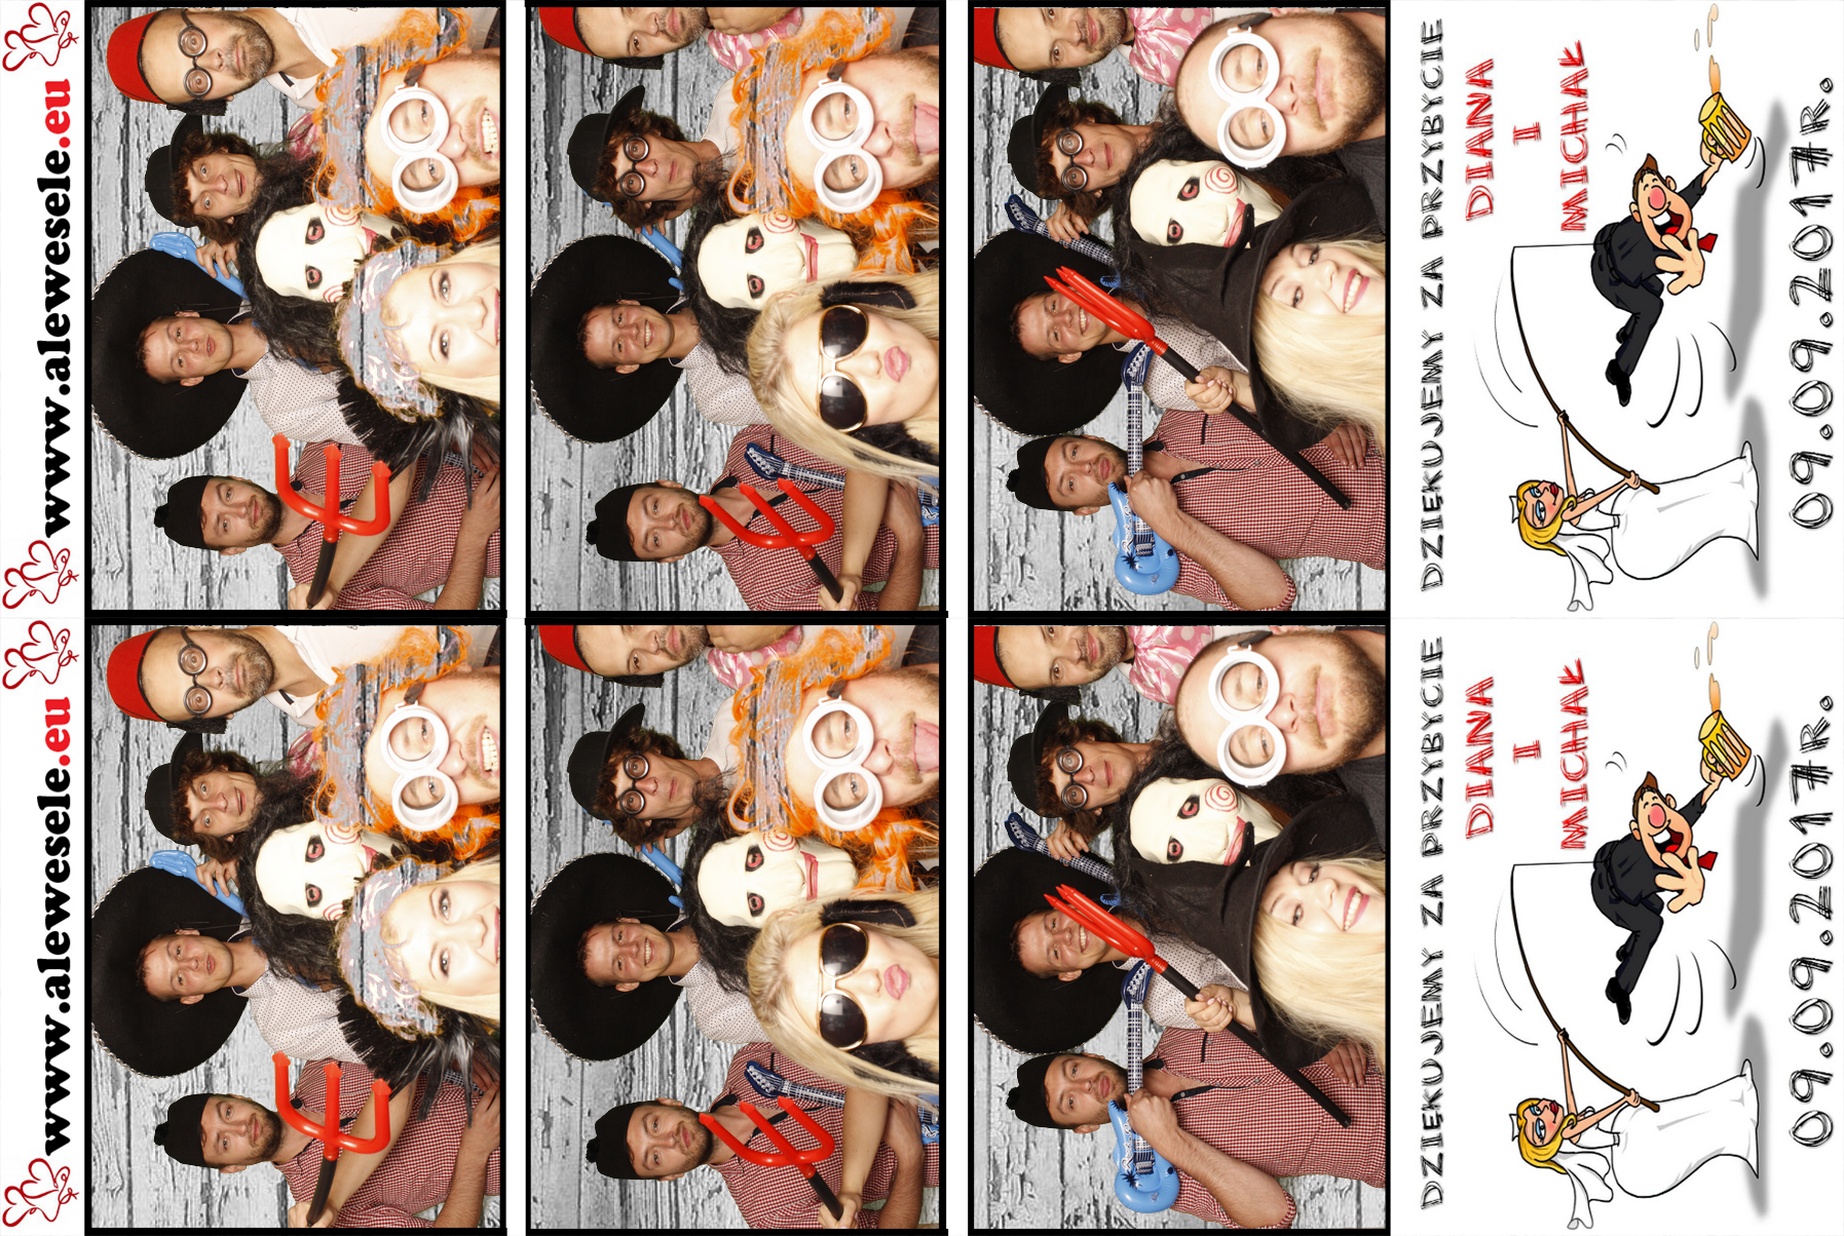 www.alewesele.eu
DZIEKUJEMY ZA PRZYBYCIE
DIANA
I
MICHAŁ
09.09.2017R.
www.alewesele.eu
DZIEKUJEMY ZA PRZYBYCIE
DIANA
I
MICHAŁ
09.09.2017R.